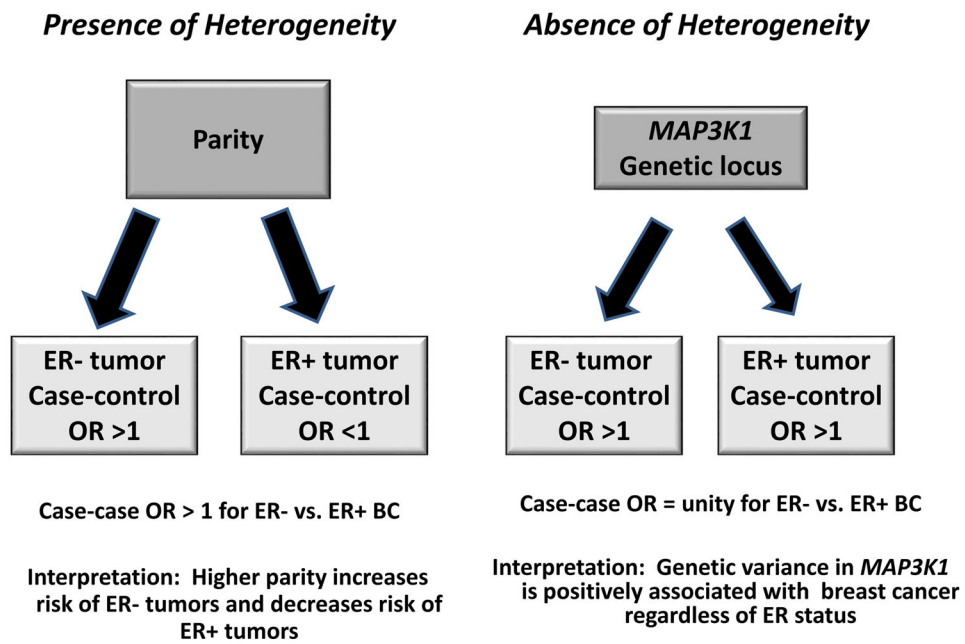 Presence of Heterogeneity
Parity
ER- tumor
Case-control
OR >1
ER+ tumor
Case-control
OR <1
Case-case OR > 1 for ER- vs. ER+ BC
Interpretation: Higher parity increases
risk of ER- tumors and decreases risk of
ER+ tumors
Absence of Heterogeneity
MAP3K1
Genetic locus
ER- tumor
Case-control
OR >1
ER+ tumor
Case-control
OR >1
Case-case OR = unity for ER- vs. ER+ BC
Interpretation: Genetic variance in MAP3K1
is positively associated with breast cancer
regardless of ER status